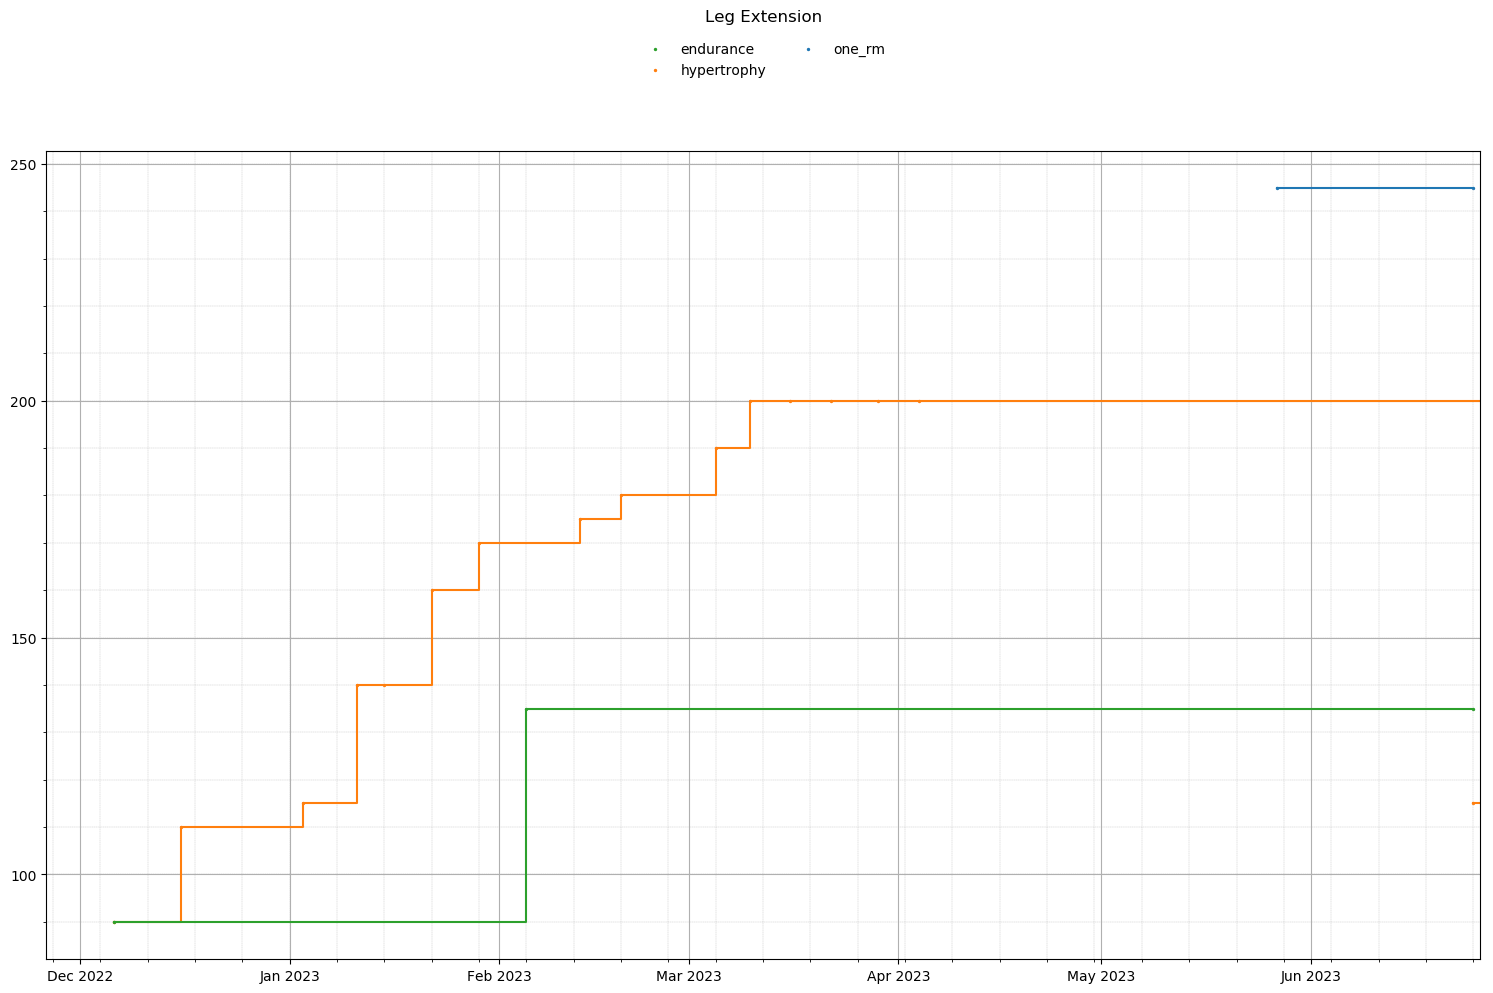 Leg Extension
endurance
hypertrophy
one_rm
250
200
150
100
Dec 2022
Jan 2023
Feb 2023
Mar 2023
Apr 2023
May 2023
Jun 2023